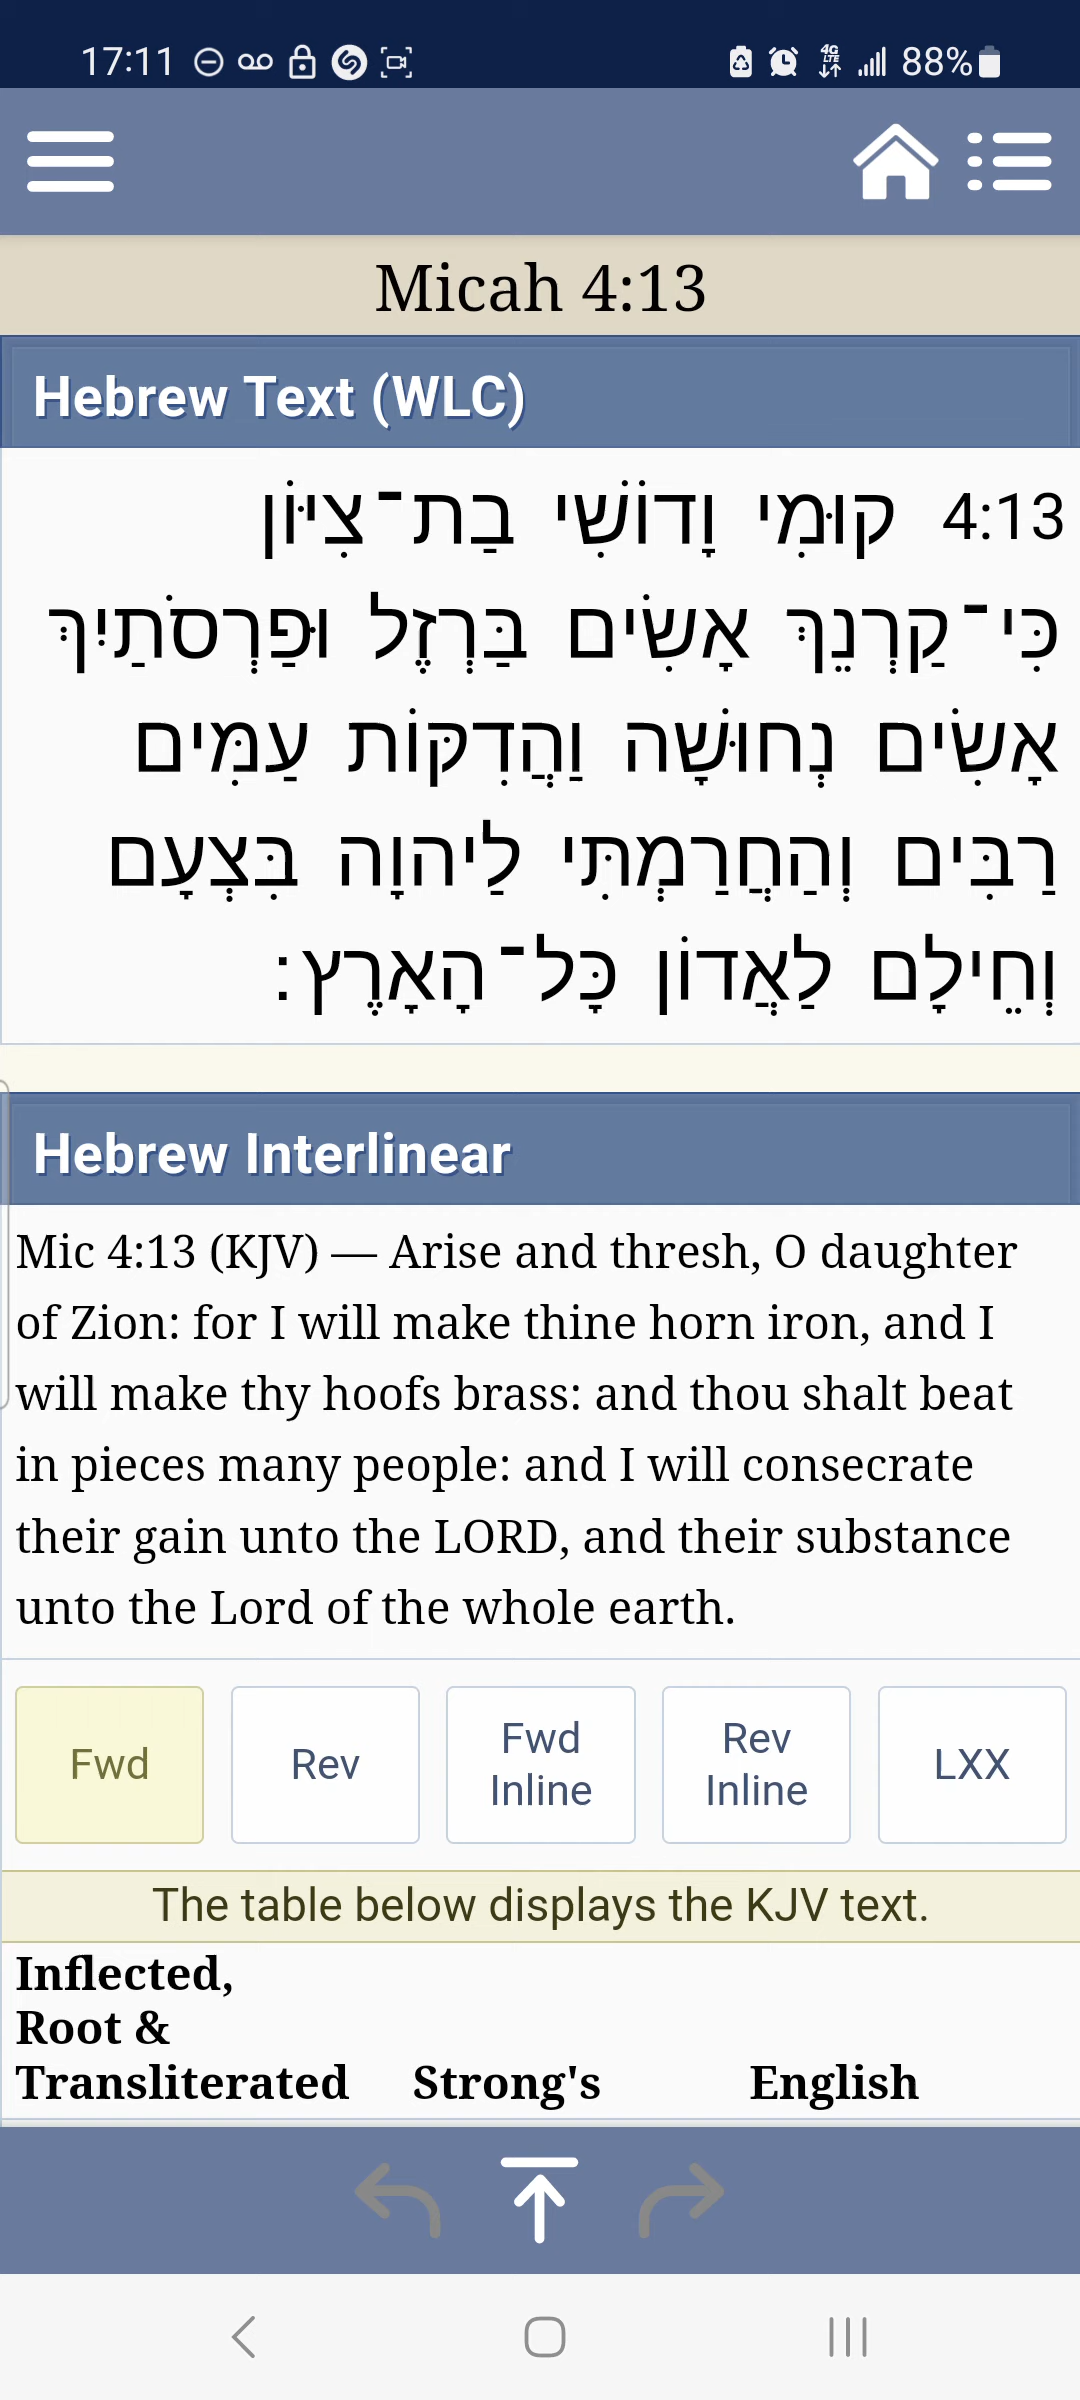 17:11 4G LTE 88%
Micah 4:13
Hebrew Text (WLC)
4:13 קוּמִי וָדוֹשִׁי בַת־צִיּוֹן
כִּי־קַרְנֵךְ אָשִׂים בַּרְזֶל וּפַרְסֹתַיִךְ
אָשִׂים נְחוּשָׁה וַהֲדִקּוֹת עַמִּים
רַבִּים וְהַחֲרַמְתִּי לַיהוָה בִּצְעָם
וְחֵילָם לַאֲדוֹן כָּל־הָאָרֶץ׃
Hebrew Interlinear
Mic 4:13 (KJV) — Arise and thresh, O daughter
of Zion: for I will make thine horn iron, and I
will make thy hoofs brass: and thou shalt beat
in pieces many people: and I will consecrate
their gain unto the LORD, and their substance
unto the Lord of the whole earth.
Fwd Rev Fwd Inline Rev Inline LXX
The table below displays the KJV text.
Inflected,
Root &
Transliterated Strong's English